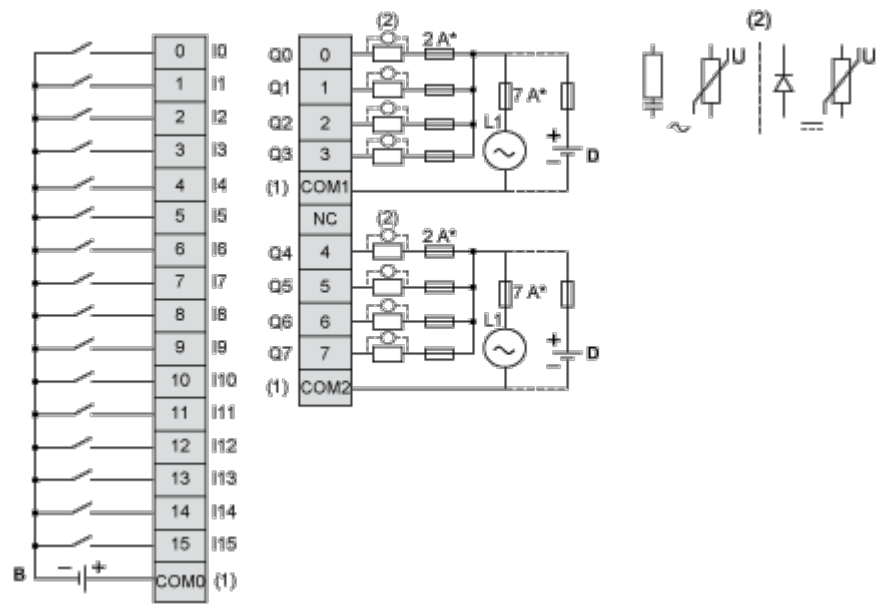 0 I0
1 I1
2 I2
3 I3
4 I4
5 I5
6 I6
7 I7
8 I8
9 I9
10 I10
11 I11
12 I12
13 I13
14 I14
15 I15
B − + COM0 (1)
(2)
Q0 0 2 A*
Q1 1
7 A*
Q2 2
L1
Q3 3
+
− D
(1) COM1
NC
(2)
Q4 4 2 A*
Q5 5
7 A*
Q6 6
L1
Q7 7
+
− D
(1) COM2
(2)
U U